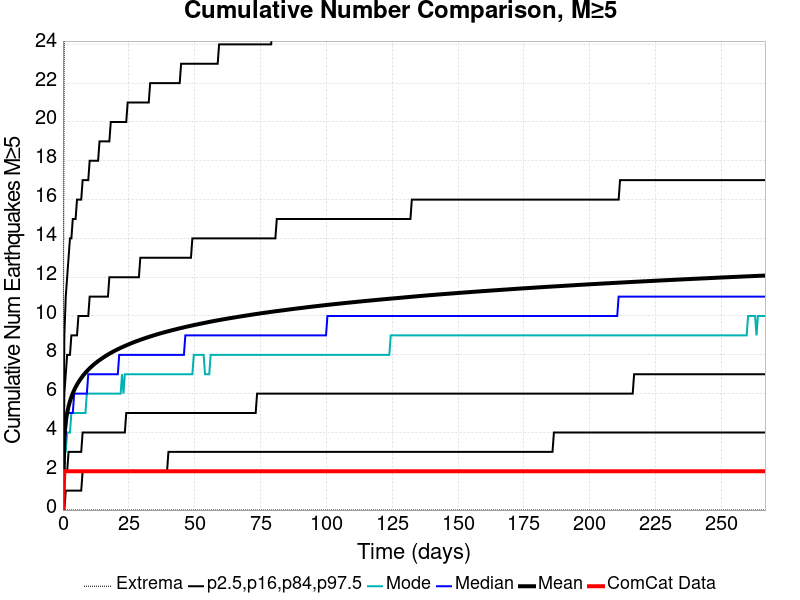 Cumulative Number Comparison, M≥5
Cumulative Num Earthquakes M≥5
24
22
20
18
16
14
12
10
8
6
4
2
0
0 25 50 75 100 125 150 175 200 225 250
Time (days)
Extrema p2.5,p16,p84,p97.5 Mode Median Mean ComCat Data